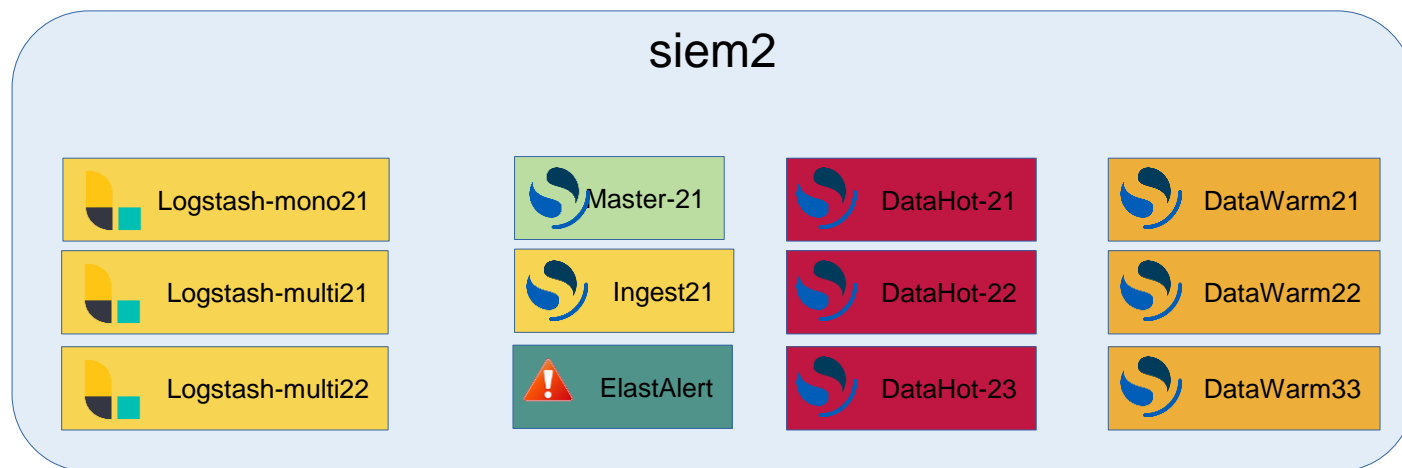 siem2
Logstash-mono21
Master-21
DataHot-21
DataWarm21
Logstash-multi21
Ingest21
DataHot-22
DataWarm22
Logstash-multi22
ElastAlert
DataHot-23
DataWarm33